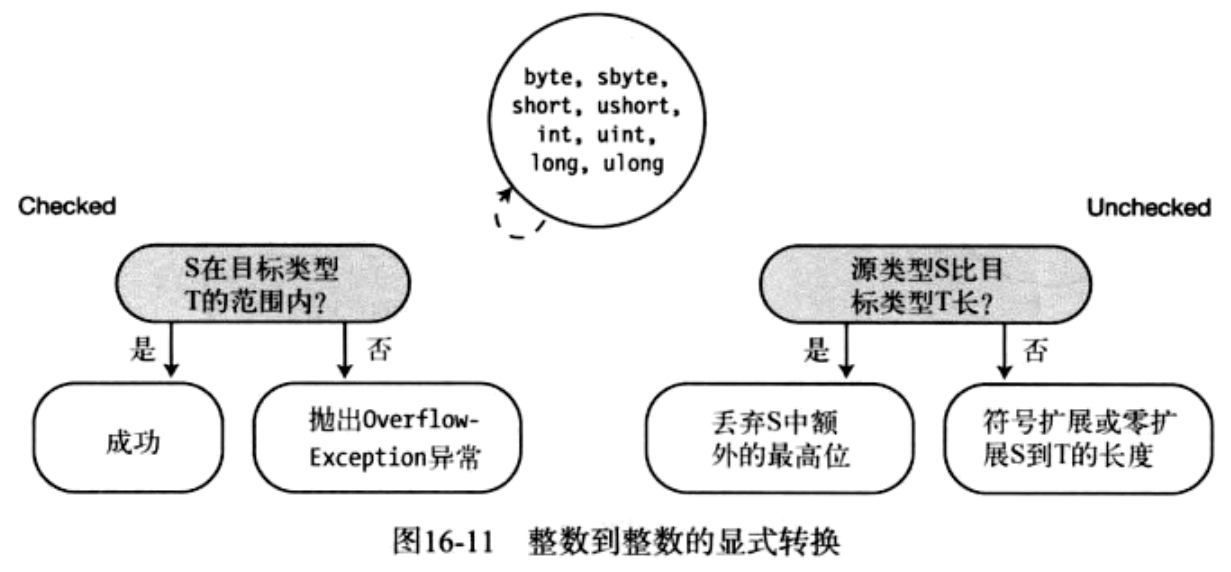 byte, sbyte,
short, ushort,
int, uint,
long, ulong
Checked
Unchecked
S在目标类型
T的范围内?
是
否
成功
抛出Overflow-
Exception异常
源类型S比目
标类型T长?
是
否
丢弃S中额
外的最高位
符号扩展或零扩
展S到T的长度
图16-11 整数到整数的显式转换